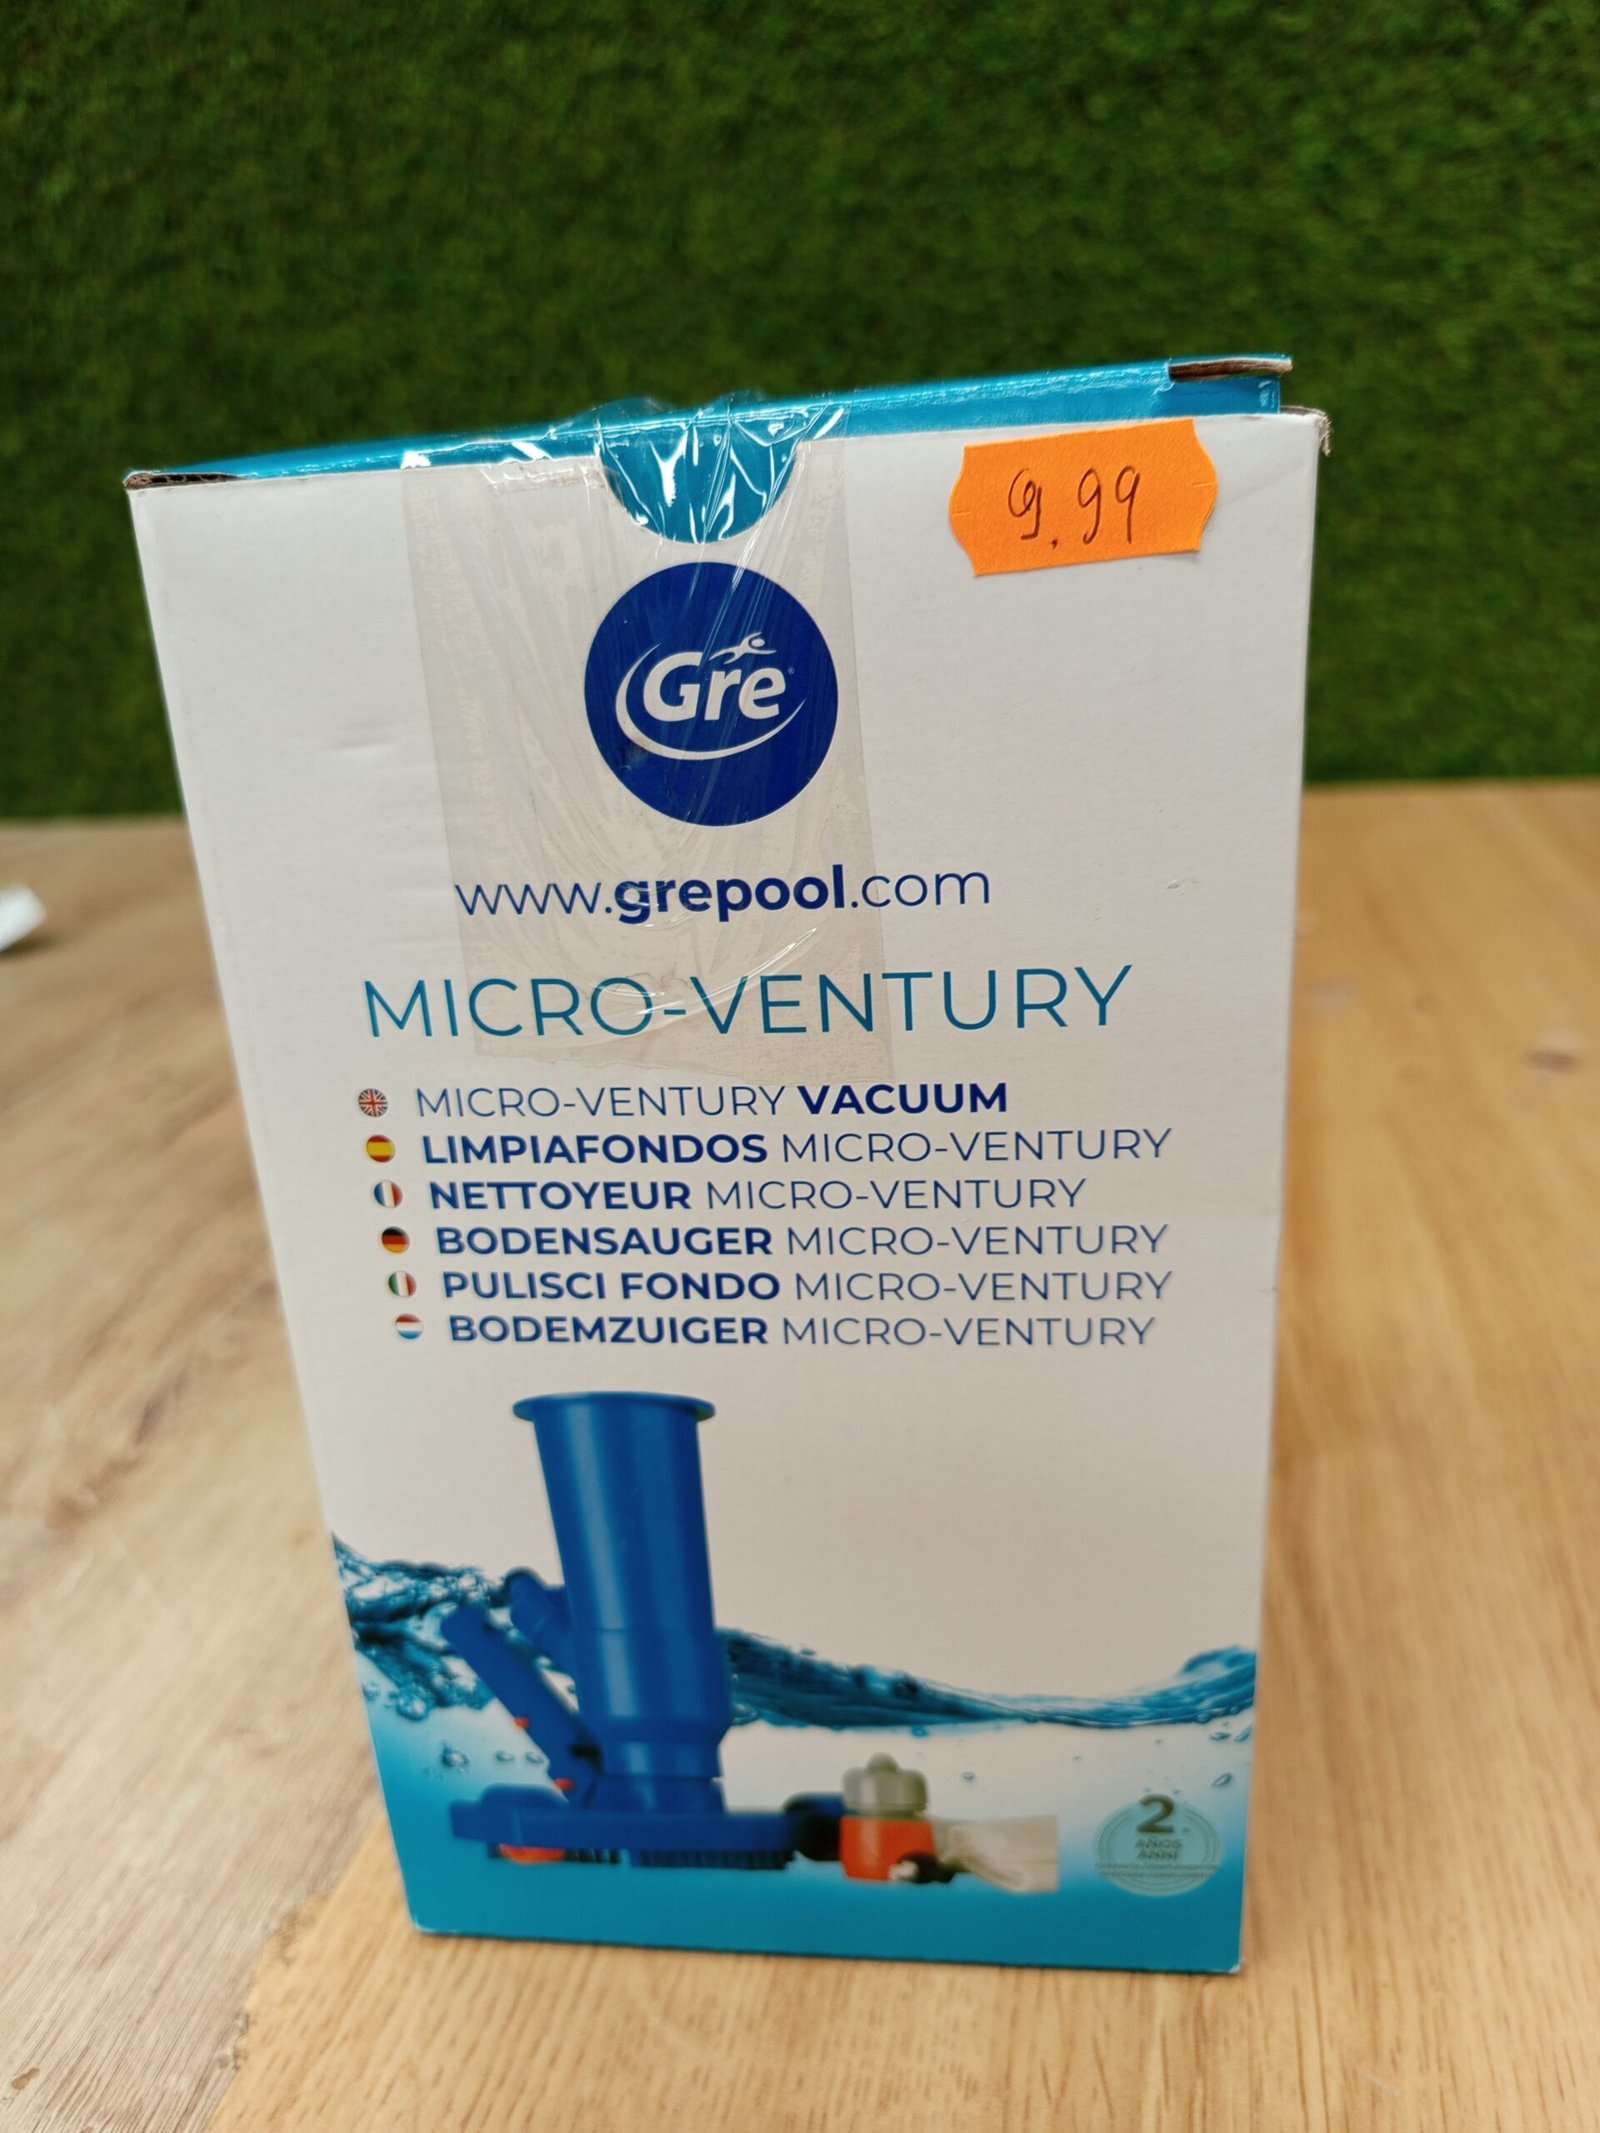 9.99
Gre
www.grepool.com
MICRO-VENTURY
MICRO-VENTURY VACUUM
LIMPIAFONDOS MICRO-VENTURY
NETTOYEUR MICRO-VENTURY
BODENSAUGER MICRO-VENTURY
PULISCI FONDO MICRO-VENTURY
BODEMZUIGER MICRO-VENTURY
2
AÑOS